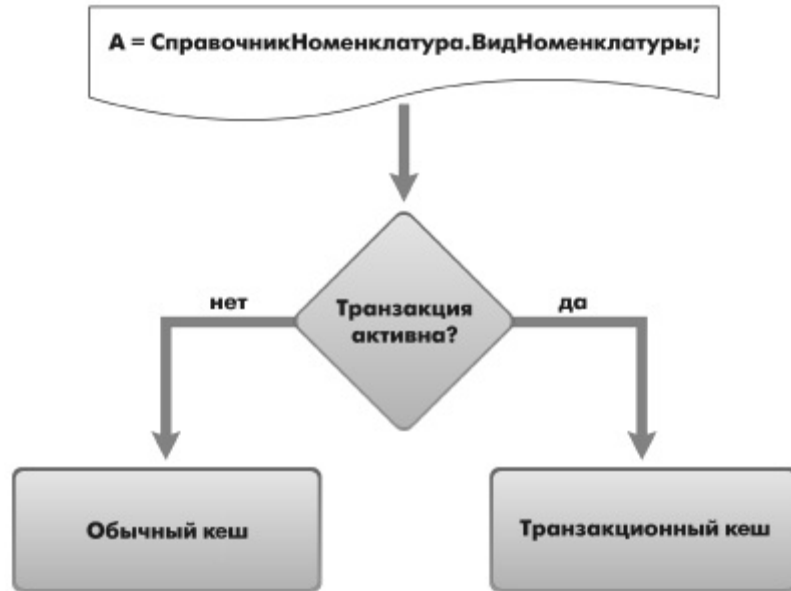 А = СправочникНоменклатура.ВидНоменклатуры;
нет
Транзакция
активна?
да
Обычный кеш
Транзакционный кеш